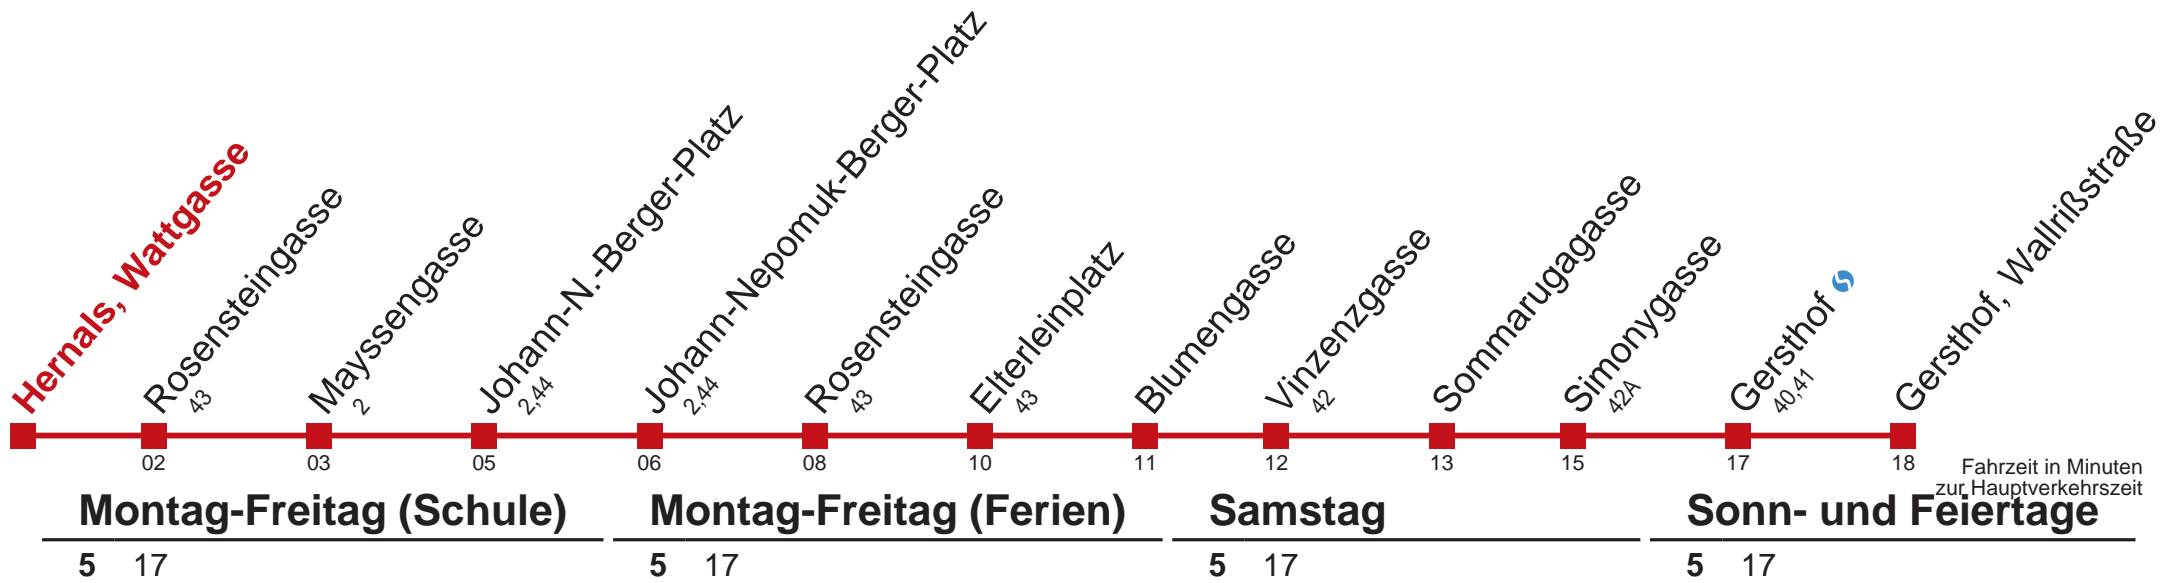 Hernals, Wattgasse
Rosensteingasse
43
Mayssengasse
2
Johann-N.-Berger-Platz
2,44
Johann-Nepomuk-Berger-Platz
2,44
Rosensteingasse
43
Elterleinplatz
43
Blumengasse
Vinzenzgasse
42
Sommarugagasse
Simonygasse
42A
Gersthof
40,41
Gersthof, Wallrißstraße
02 03 05 06 08 10 11 12 13 15 17 18
Fahrzeit in Minuten
zur Hauptverkehrszeit
Montag-Freitag (Schule) Montag-Freitag (Ferien) Samstag Sonn- und Feiertage
5 17 5 17 5 17 5 17